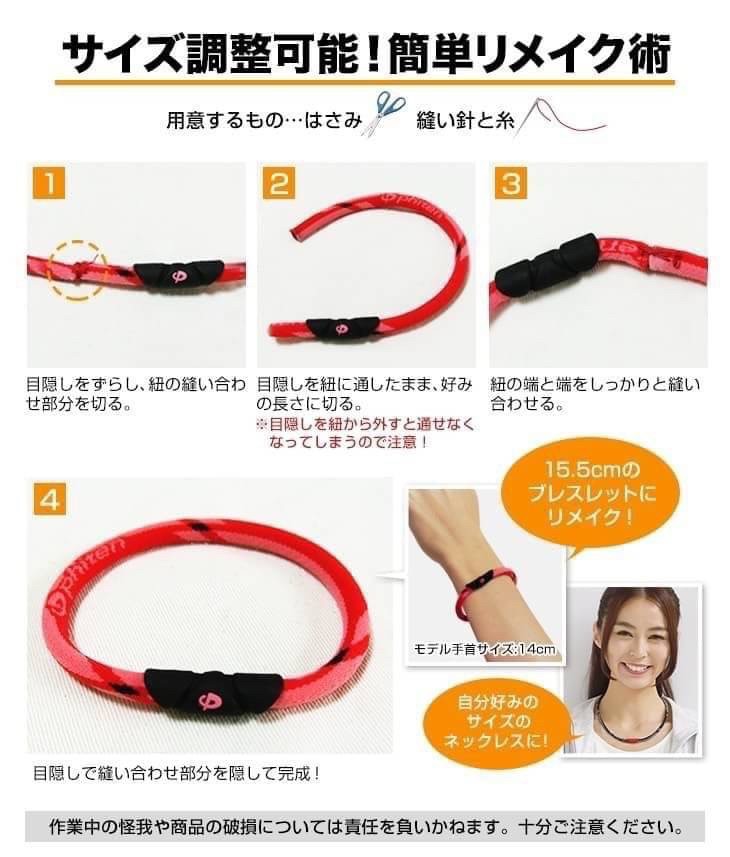 サイズ調整可能！簡単リメイク術
用意するもの…はさみ 縫い針と糸
1
2
3
phiten
目隠しをずらし、紐の縫い合わ
せ部分を切る。
目隠しを紐に通したまま、好み
の長さに切る。
※目隠しを紐から外すと通せなく
なってしまうので注意！
紐の端と端をしっかりと縫い
合わせる。
4
phiten
15.5cmの
ブレスレットに
リメイク！
モデル手首サイズ:14cm
自分好みの
サイズの
ネックレスに！
目隠しで縫い合わせ部分を隠して完成！
作業中の怪我や商品の破損については責任を負いかねます。十分ご注意ください。